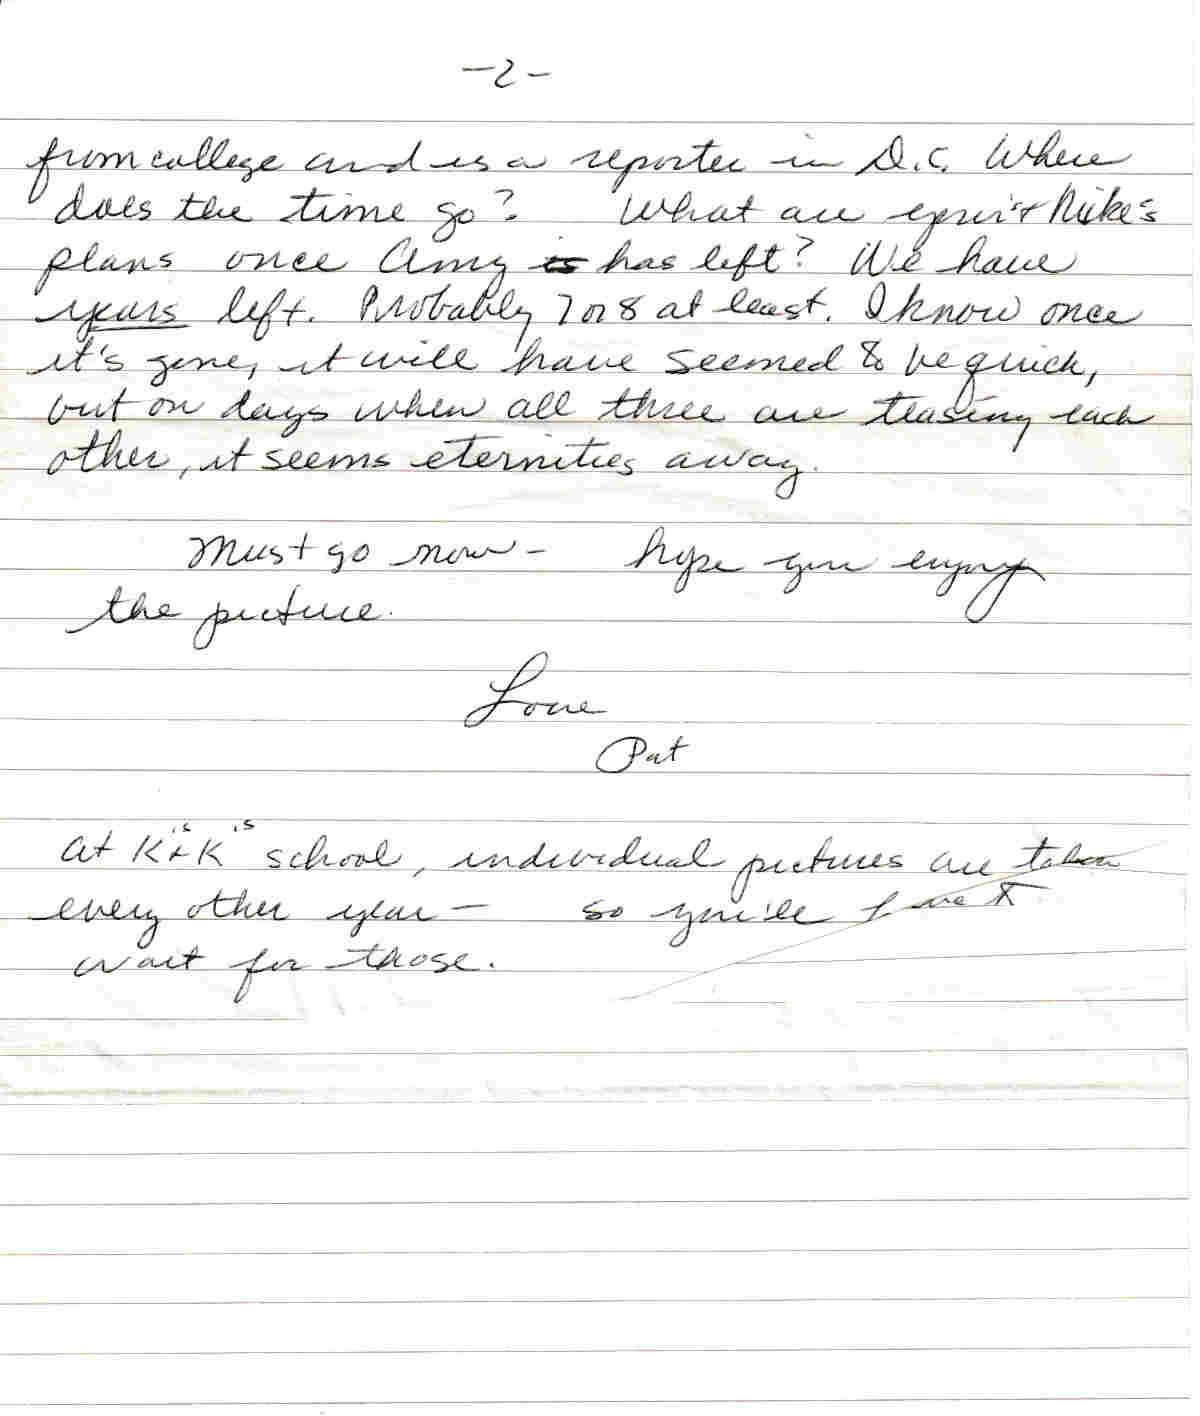 -2-
from college and is a reporter in D.C. Where
does the time go? What are your + Mike's
plans once Amy is has left? We have
years left. Probably 7 or 8 at least. I know once
it's gone, it will have seemed to be quick,
but on days when all three are teasing each
other, it seems eternities away.
Must go now - hope you enjoy
the picture.
Love
Pat
At K's + K's school, individual pictures are taken
every other year - so you'll have to
wait for those.